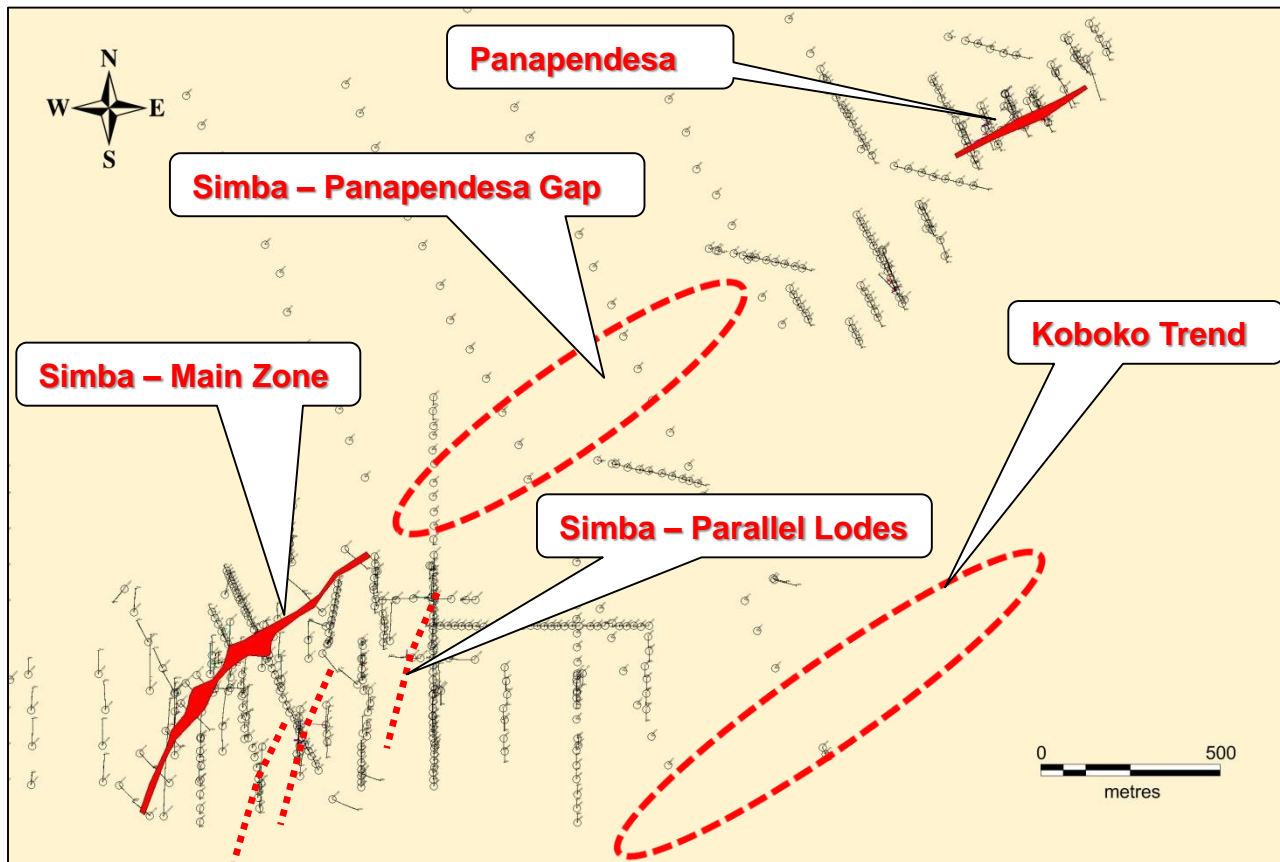 Panapendesa
N
W E
S
Simba – Panapendesa Gap
Koboko Trend
Simba – Main Zone
Simba – Parallel Lodes
0 500
metres